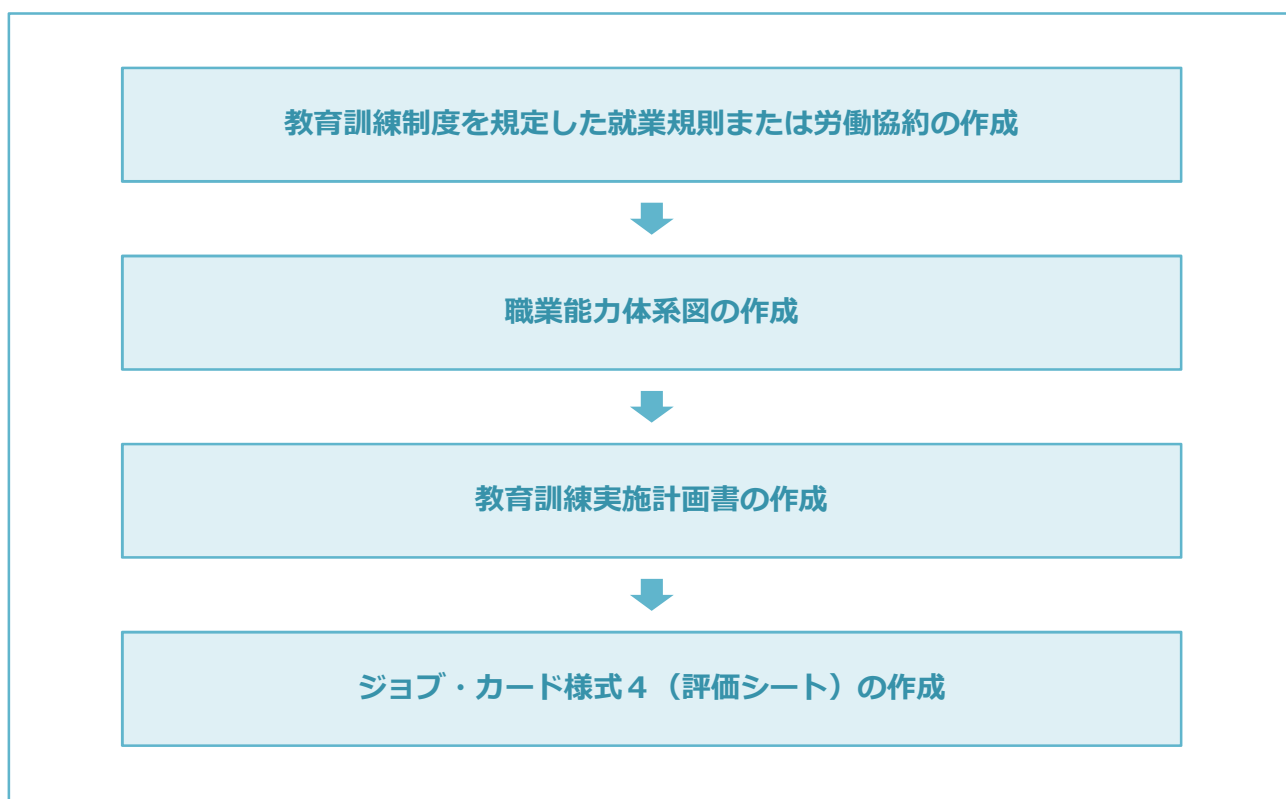 教育訓練制度を規定した就業規則または労働協約の作成
職業能力体系図の作成
教育訓練実施計画書の作成
ジョブ・カード様式４（評価シート）の作成